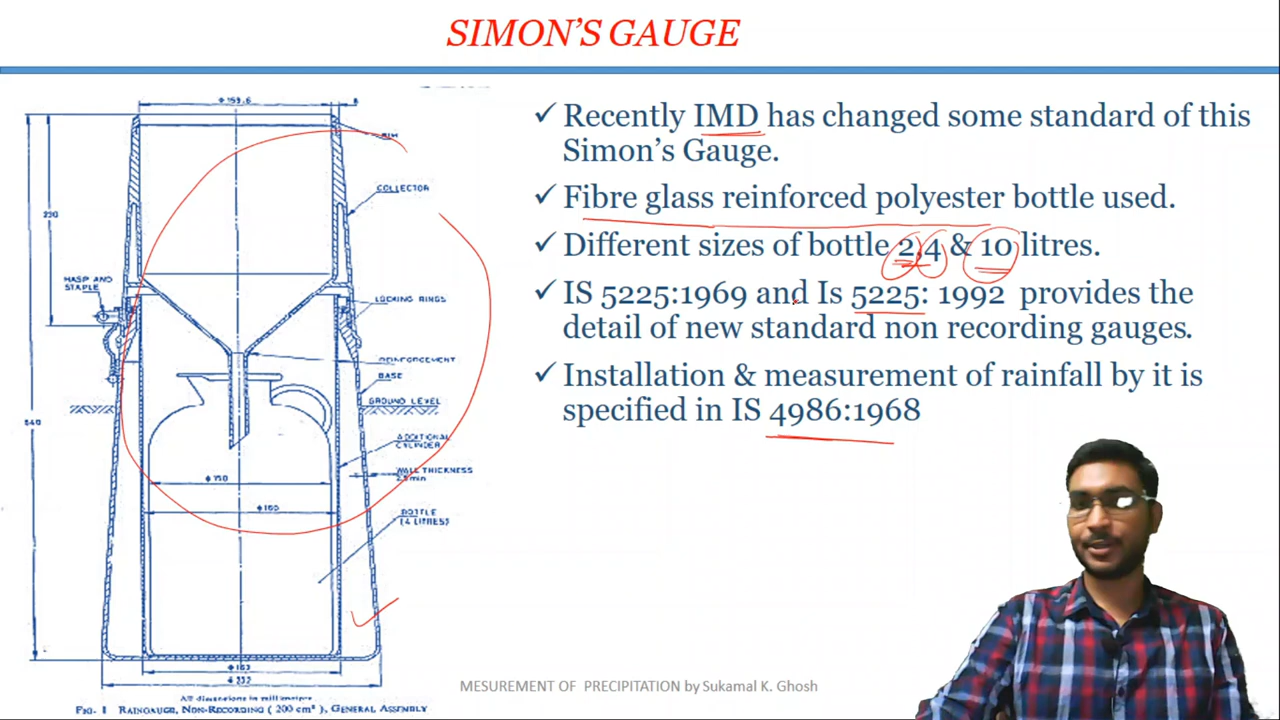 SIMON'S GAUGE
✓ Recently IMD has changed some standard of this
Simon's Gauge.
✓ Fibre glass reinforced polyester bottle used.
✓ Different sizes of bottle 2,4 & 10 litres.
✓ IS 5225:1969 and Is 5225: 1992 provides the
detail of new standard non recording gauges.
✓ Installation & measurement of rainfall by it is
specified in IS 4986:1968
COLLECTOR
HASP AND
STAPLE
LOCKING RINGS
REINFORCEMENT
BASE
GROUND LEVEL
ADDITIONAL
CYLINDER
WALL THICKNESS
BOTTLE
(4 LITRES)
All dimensions in millimetres
FIG. 1 RAINGAUGE, NON-RECORDING ( 200 cm² ), GENERAL ASSEMBLY
MESUREMENT OF PRECIPITATION by Sukamal K. Ghosh